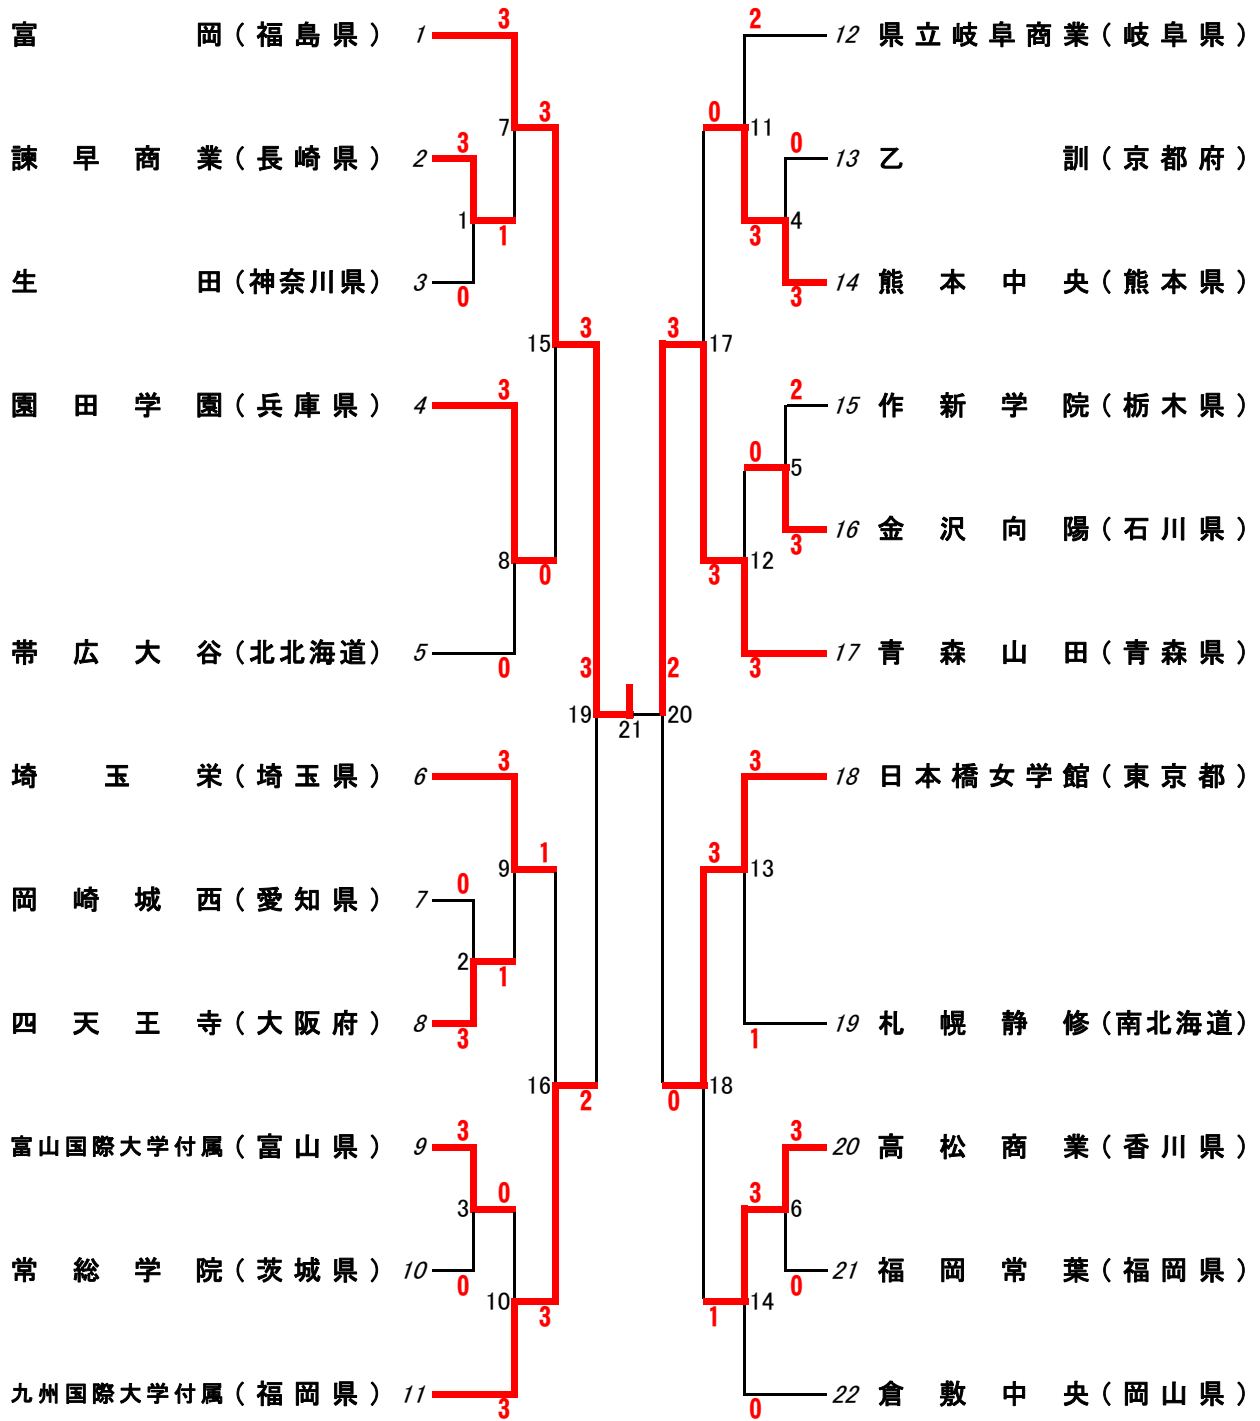 富岡(福島県) 1
諫早商業(長崎県) 2
生田(神奈川県) 3
園田学園(兵庫県) 4
帯広大谷(北北海道) 5
埼玉栄(埼玉県) 6
岡崎城西(愛知県) 7
四天王寺(大阪府) 8
富山国際大学付属(富山県) 9
常総学院(茨城県) 10
九州国際大学付属(福岡県) 11
3
3
7
3
1
1
0
15
3
3
8
0
0
3
19
21
3
1
9
0
2
1
3
16
2
3
0
3
0
10
3
3
2
0
11
0
4
3
3
3
17
2
0
5
3
12
3
3
2
20
3
3
13
1
18
0
3
3
6
0
14
1
0
12 県立岐阜商業(岐阜県)
13 乙訓(京都府)
14 熊本中央(熊本県)
15 作新学院(栃木県)
16 金沢向陽(石川県)
17 青森山田(青森県)
18 日本橋女学館(東京都)
19 札幌静修(南北海道)
20 高松商業(香川県)
21 福岡常葉(福岡県)
22 倉敷中央(岡山県)